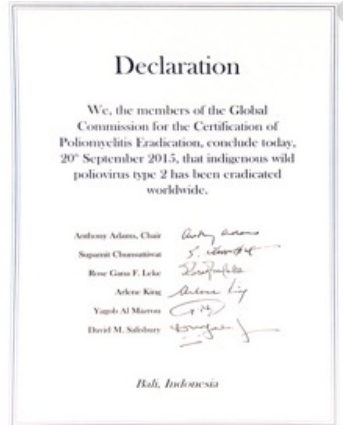 Declaration
We, the members of the Global
Commission for the Certification of
Poliomyelitis Eradication, conclude today,
20th September 2015, that indigenous wild
poliovirus type 2 has been eradicated
worldwide.
Anthony Adams, Chair
Supamit Chunsuttiwat
Rose Gana F. Leke
Arlene King
Yagob Al Mazrou
David M. Salisbury
Bali, Indonesia